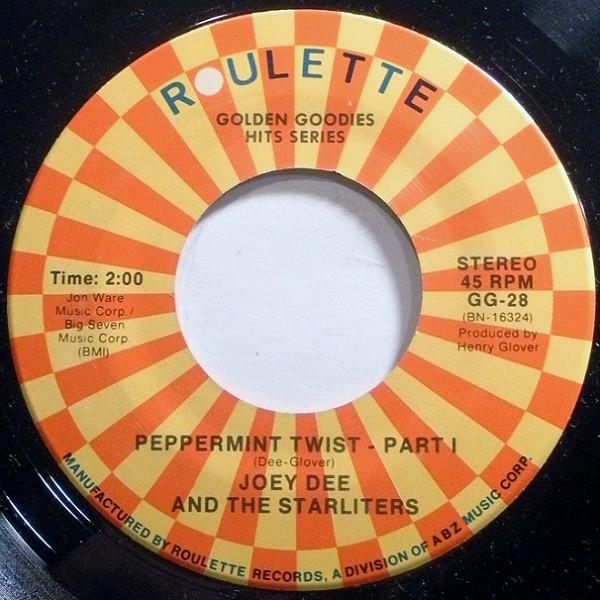 ROULETTE
GOLDEN GOODIES
HITS SERIES
Time: 2:00
Jon Ware
Music Corp./
Big Seven
Music Corp.
(BMI)
STEREO
45 RPM
GG-28
(BN-16324)
Produced by
Henry Glover
PEPPERMINT TWIST - PART I
(Dee-Glover)
JOEY DEE
AND THE STARLITERS
MANUFACTURED BY ROULETTE RECORDS, A DIVISION OF A B Z MUSIC CORP.